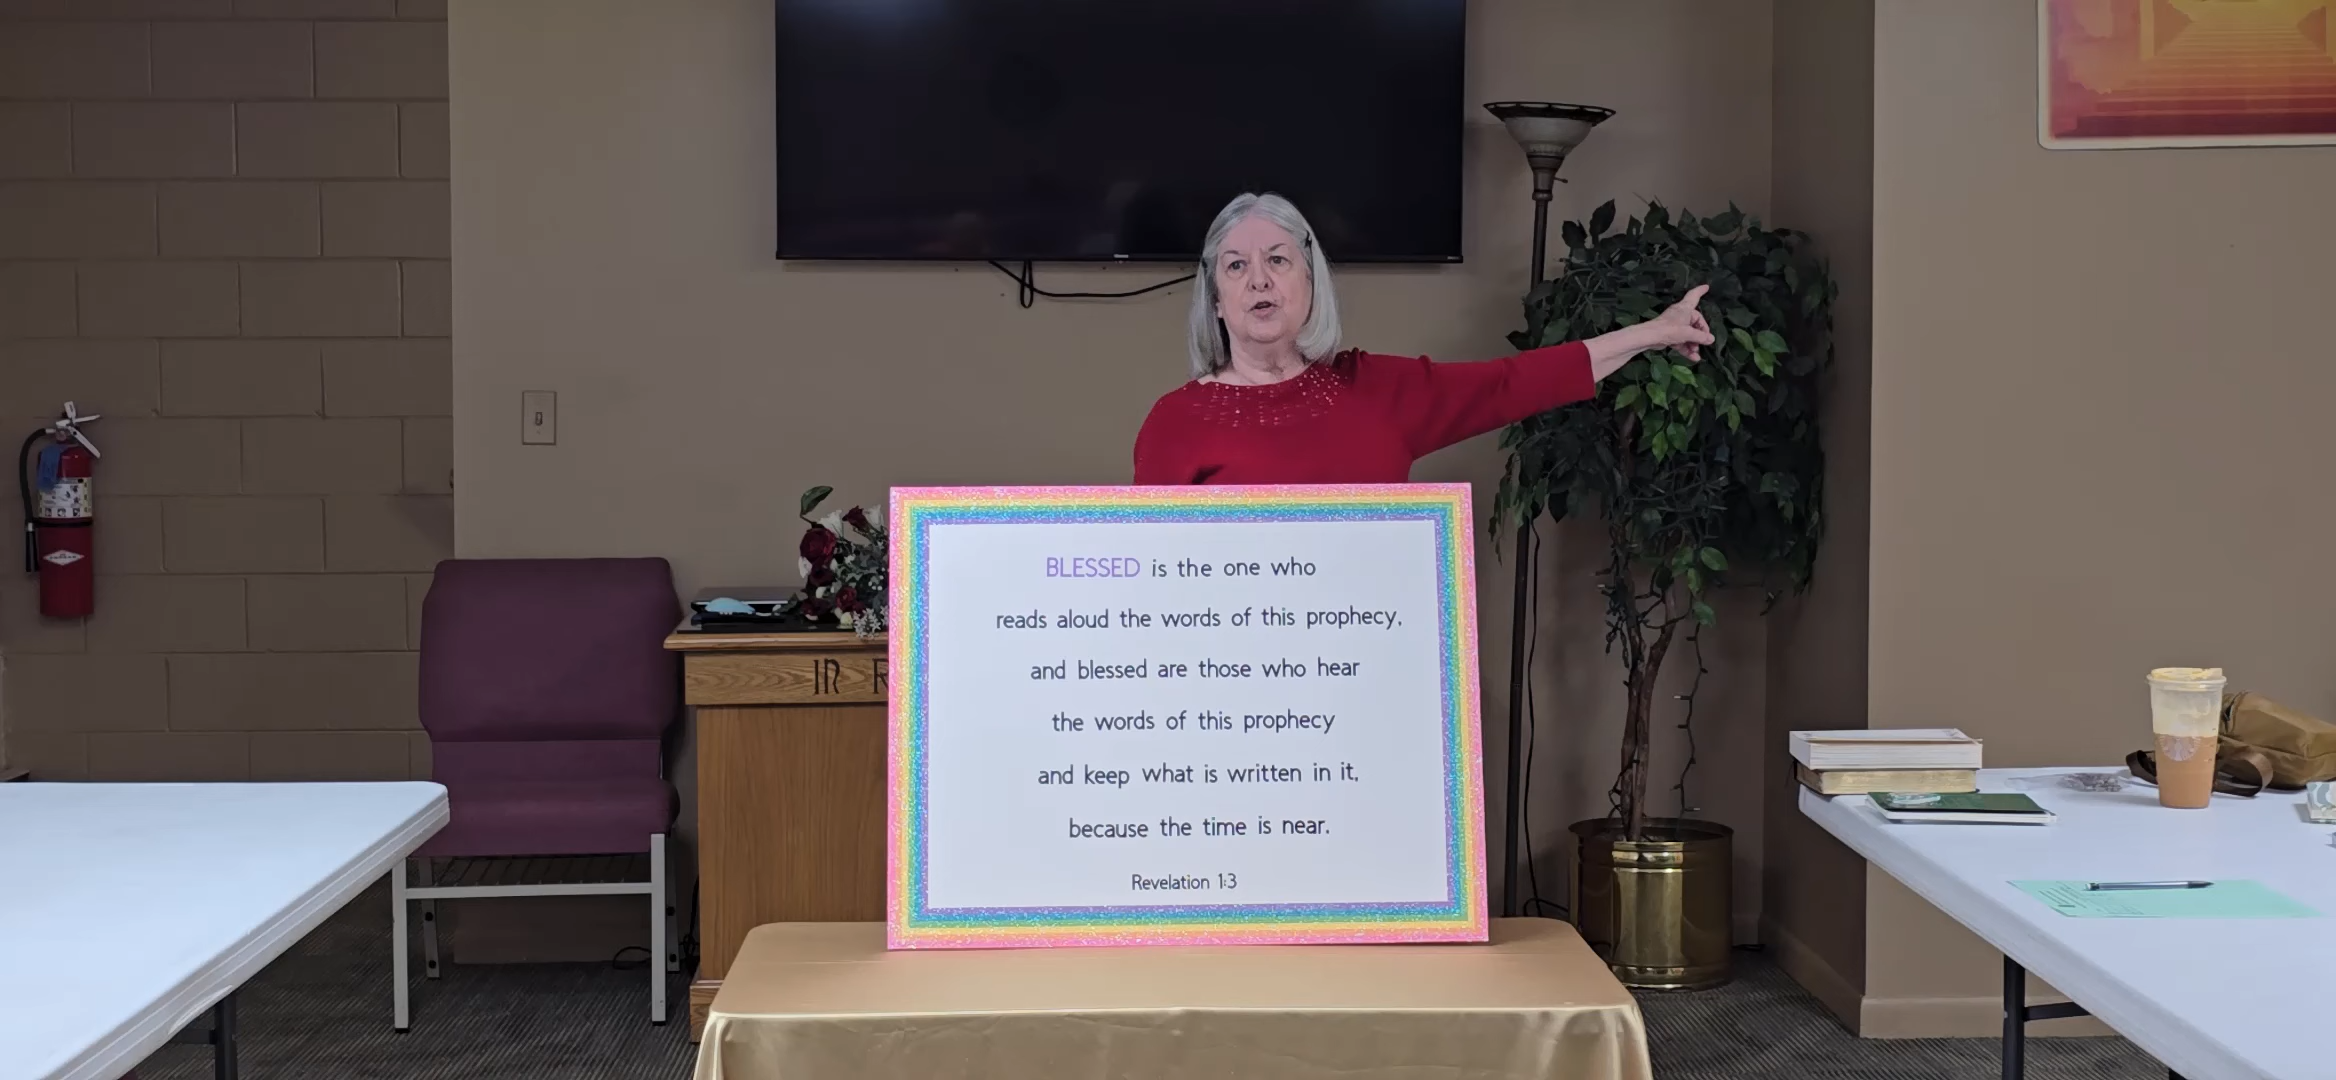 IN R
BLESSED is the one who
reads aloud the words of this prophecy,
and blessed are those who hear
the words of this prophecy
and keep what is written in it,
because the time is near.
Revelation 1:3